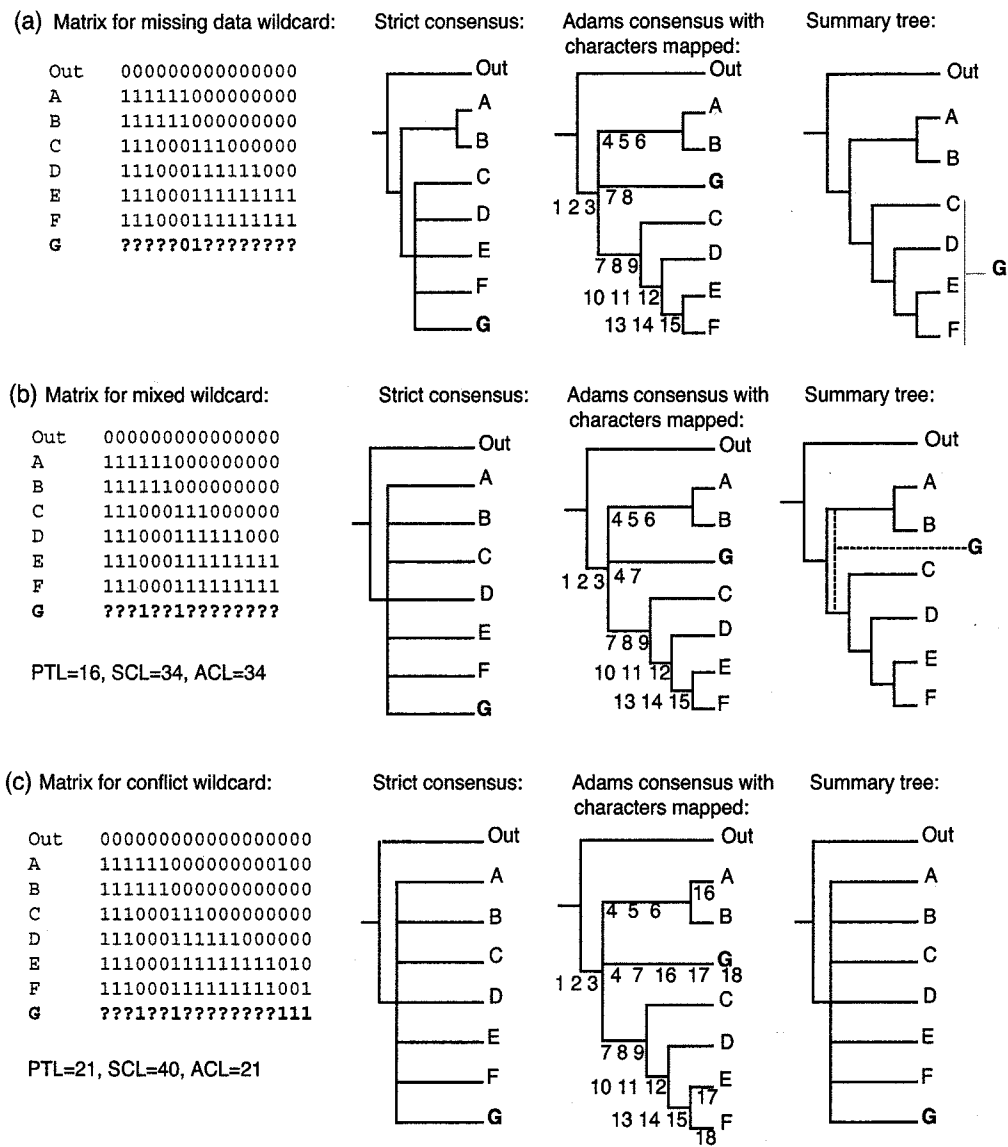 (a) Matrix for missing data wildcard:
Out 000000000000000
A 111111000000000
B 111111000000000
C 111000111000000
D 111000111111000
E 111000111111111
F 111000111111111
G ?????01????????
Strict consensus:
Out
A
B
C
D
E
F
G
Adams consensus with
characters mapped:
Out
A
4 5 6
B
G
1 2 3
7 8
C
7 8 9
D
10 11 12
E
13 14 15
F
Summary tree:
Out
A
B
C
D
G
E
F
(b) Matrix for mixed wildcard:
Out 000000000000000
A 111111000000000
B 111111000000000
C 111000111000000
D 111000111111000
E 111000111111111
F 111000111111111
G ???1??1????????
PTL=16, SCL=34, ACL=34
Strict consensus:
Out
A
B
C
D
E
F
G
Adams consensus with
characters mapped:
Out
A
4 5 6
B
G
1 2 3
4 7
C
7 8 9
D
10 11 12
E
13 14 15
F
Summary tree:
Out
A
B
G
C
D
E
F
(c) Matrix for conflict wildcard:
Out 000000000000000000
A 111111000000000100
B 111111000000000000
C 111000111000000000
D 111000111111000000
E 111000111111111010
F 111000111111111001
G ???1??1????????111
PTL=21, SCL=40, ACL=21
Strict consensus:
Out
A
B
C
D
E
F
G
Adams consensus with
characters mapped:
Out
A
16
4 5 6
B
G
1 2 3
4 7 16 17 18
C
7 8 9
D
10 11 12
E
17
13 14 15
F
18
Summary tree:
Out
A
B
C
D
E
F
G